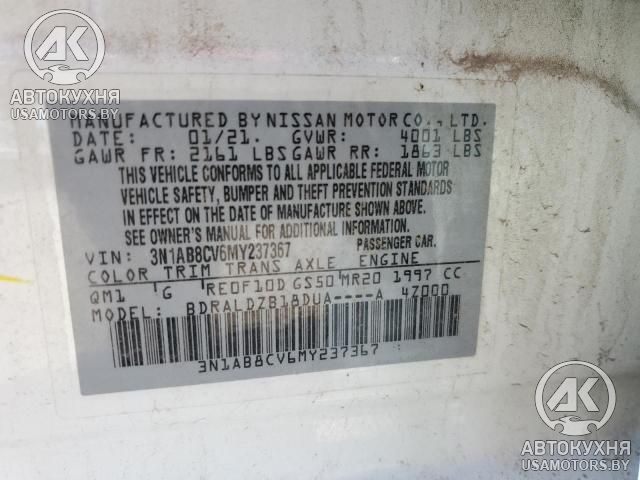 AK
АВТОКУХНЯ
USAMOTORS.BY
AK
АВТОКУХНЯ
USAMOTORS.BY
MANUFACTURED BY NISSAN MOTOR CO., LTD.
DATE: 01/21. GVWR: 4001 LBS
GAWR FR: 2161 LBS GAWR RR: 1863 LBS
THIS VEHICLE CONFORMS TO ALL APPLICABLE FEDERAL MOTOR
VEHICLE SAFETY, BUMPER AND THEFT PREVENTION STANDARDS
IN EFFECT ON THE DATE OF MANUFACTURE SHOWN ABOVE.
SEE OWNER'S MANUAL FOR ADDITIONAL INFORMATION
VIN: 3N1AB8CV6MY237367 PASSENGER CAR.
COLOR TRIM TRANS AXLE ENGINE
QM1 G RE0F10D GS50 MR20 1997 CC
MODEL: BDRALDZB18DUA----A 47000
3N1AB8CV6MY237367
AK
АВТОКУХНЯ
USAMOTORS.BY